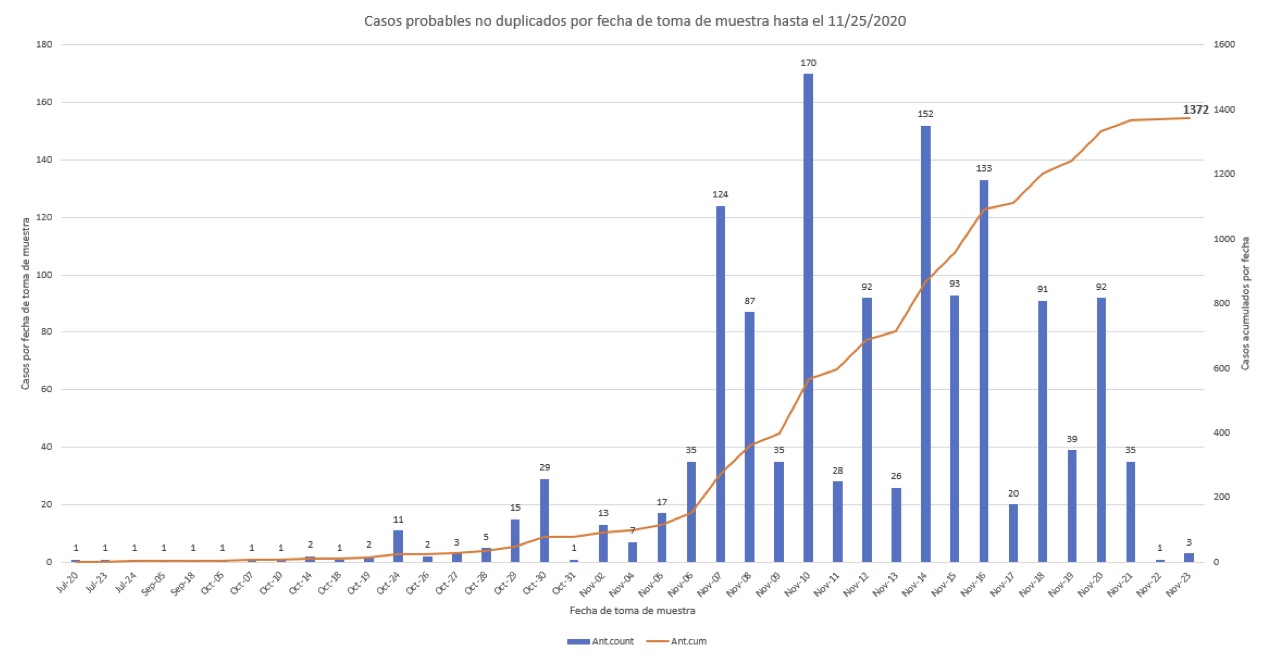 Casos probables no duplicados por fecha de toma de muestra hasta el 11/25/2020
180 1600
160 1400
140 1200
120 1000
100 800
80 600
60 400
40 200
20 0
0
Casos por fecha de toma de muestra
Casos acumulados por fecha
1 1 1 1 1 1 1 1 2 1 2 11 2 3 5 15 29 1 13 7 17 35 124 87 35 170 28 92 26 152 93 133 20 91 39 92 35 1 3
1372
Jul-20 Jul-23 Jul-24 Sep-05 Sep-18 Oct-05 Oct-07 Oct-10 Oct-14 Oct-18 Oct-19 Oct-24 Oct-26 Oct-27 Oct-28 Oct-29 Oct-30 Oct-31 Nov-02 Nov-04 Nov-05 Nov-06 Nov-07 Nov-08 Nov-09 Nov-10 Nov-11 Nov-12 Nov-13 Nov-14 Nov-15 Nov-16 Nov-17 Nov-18 Nov-19 Nov-20 Nov-21 Nov-22 Nov-23
Fecha de toma de muestra
Ant.count Ant.cum